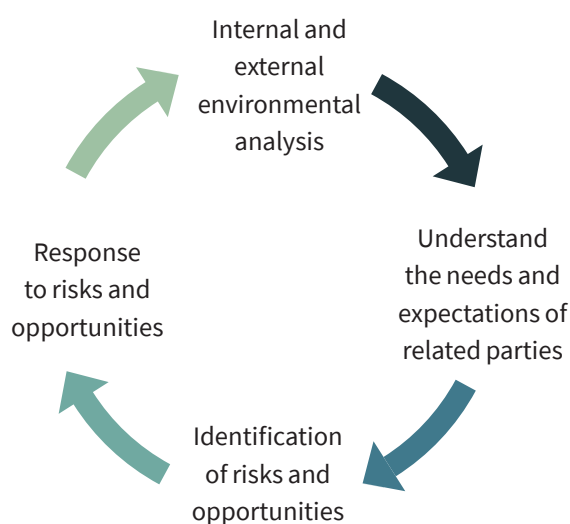 Internal and
external
environmental
analysis
Understand
the needs and
expectations of
related parties
Identification
of risks and
opportunities
Response
to risks and
opportunities